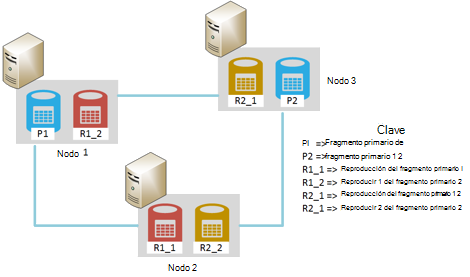 R2_1 P2
Nodo 3
P1 R1_2
Nodo 1
R1_1 R2_2
Nodo 2
Clave
PI =>Fragmento primario de
P2 =>fragmento primario 1 2
R1_1 => Reproducción del fragmento primario I
R1_2 => Reproducir 1 del fragmento primario 2
R2_1 => Reproducción del fragmento primario 1 2
R2_1 => Reproducir 2 del fragmento primario 2